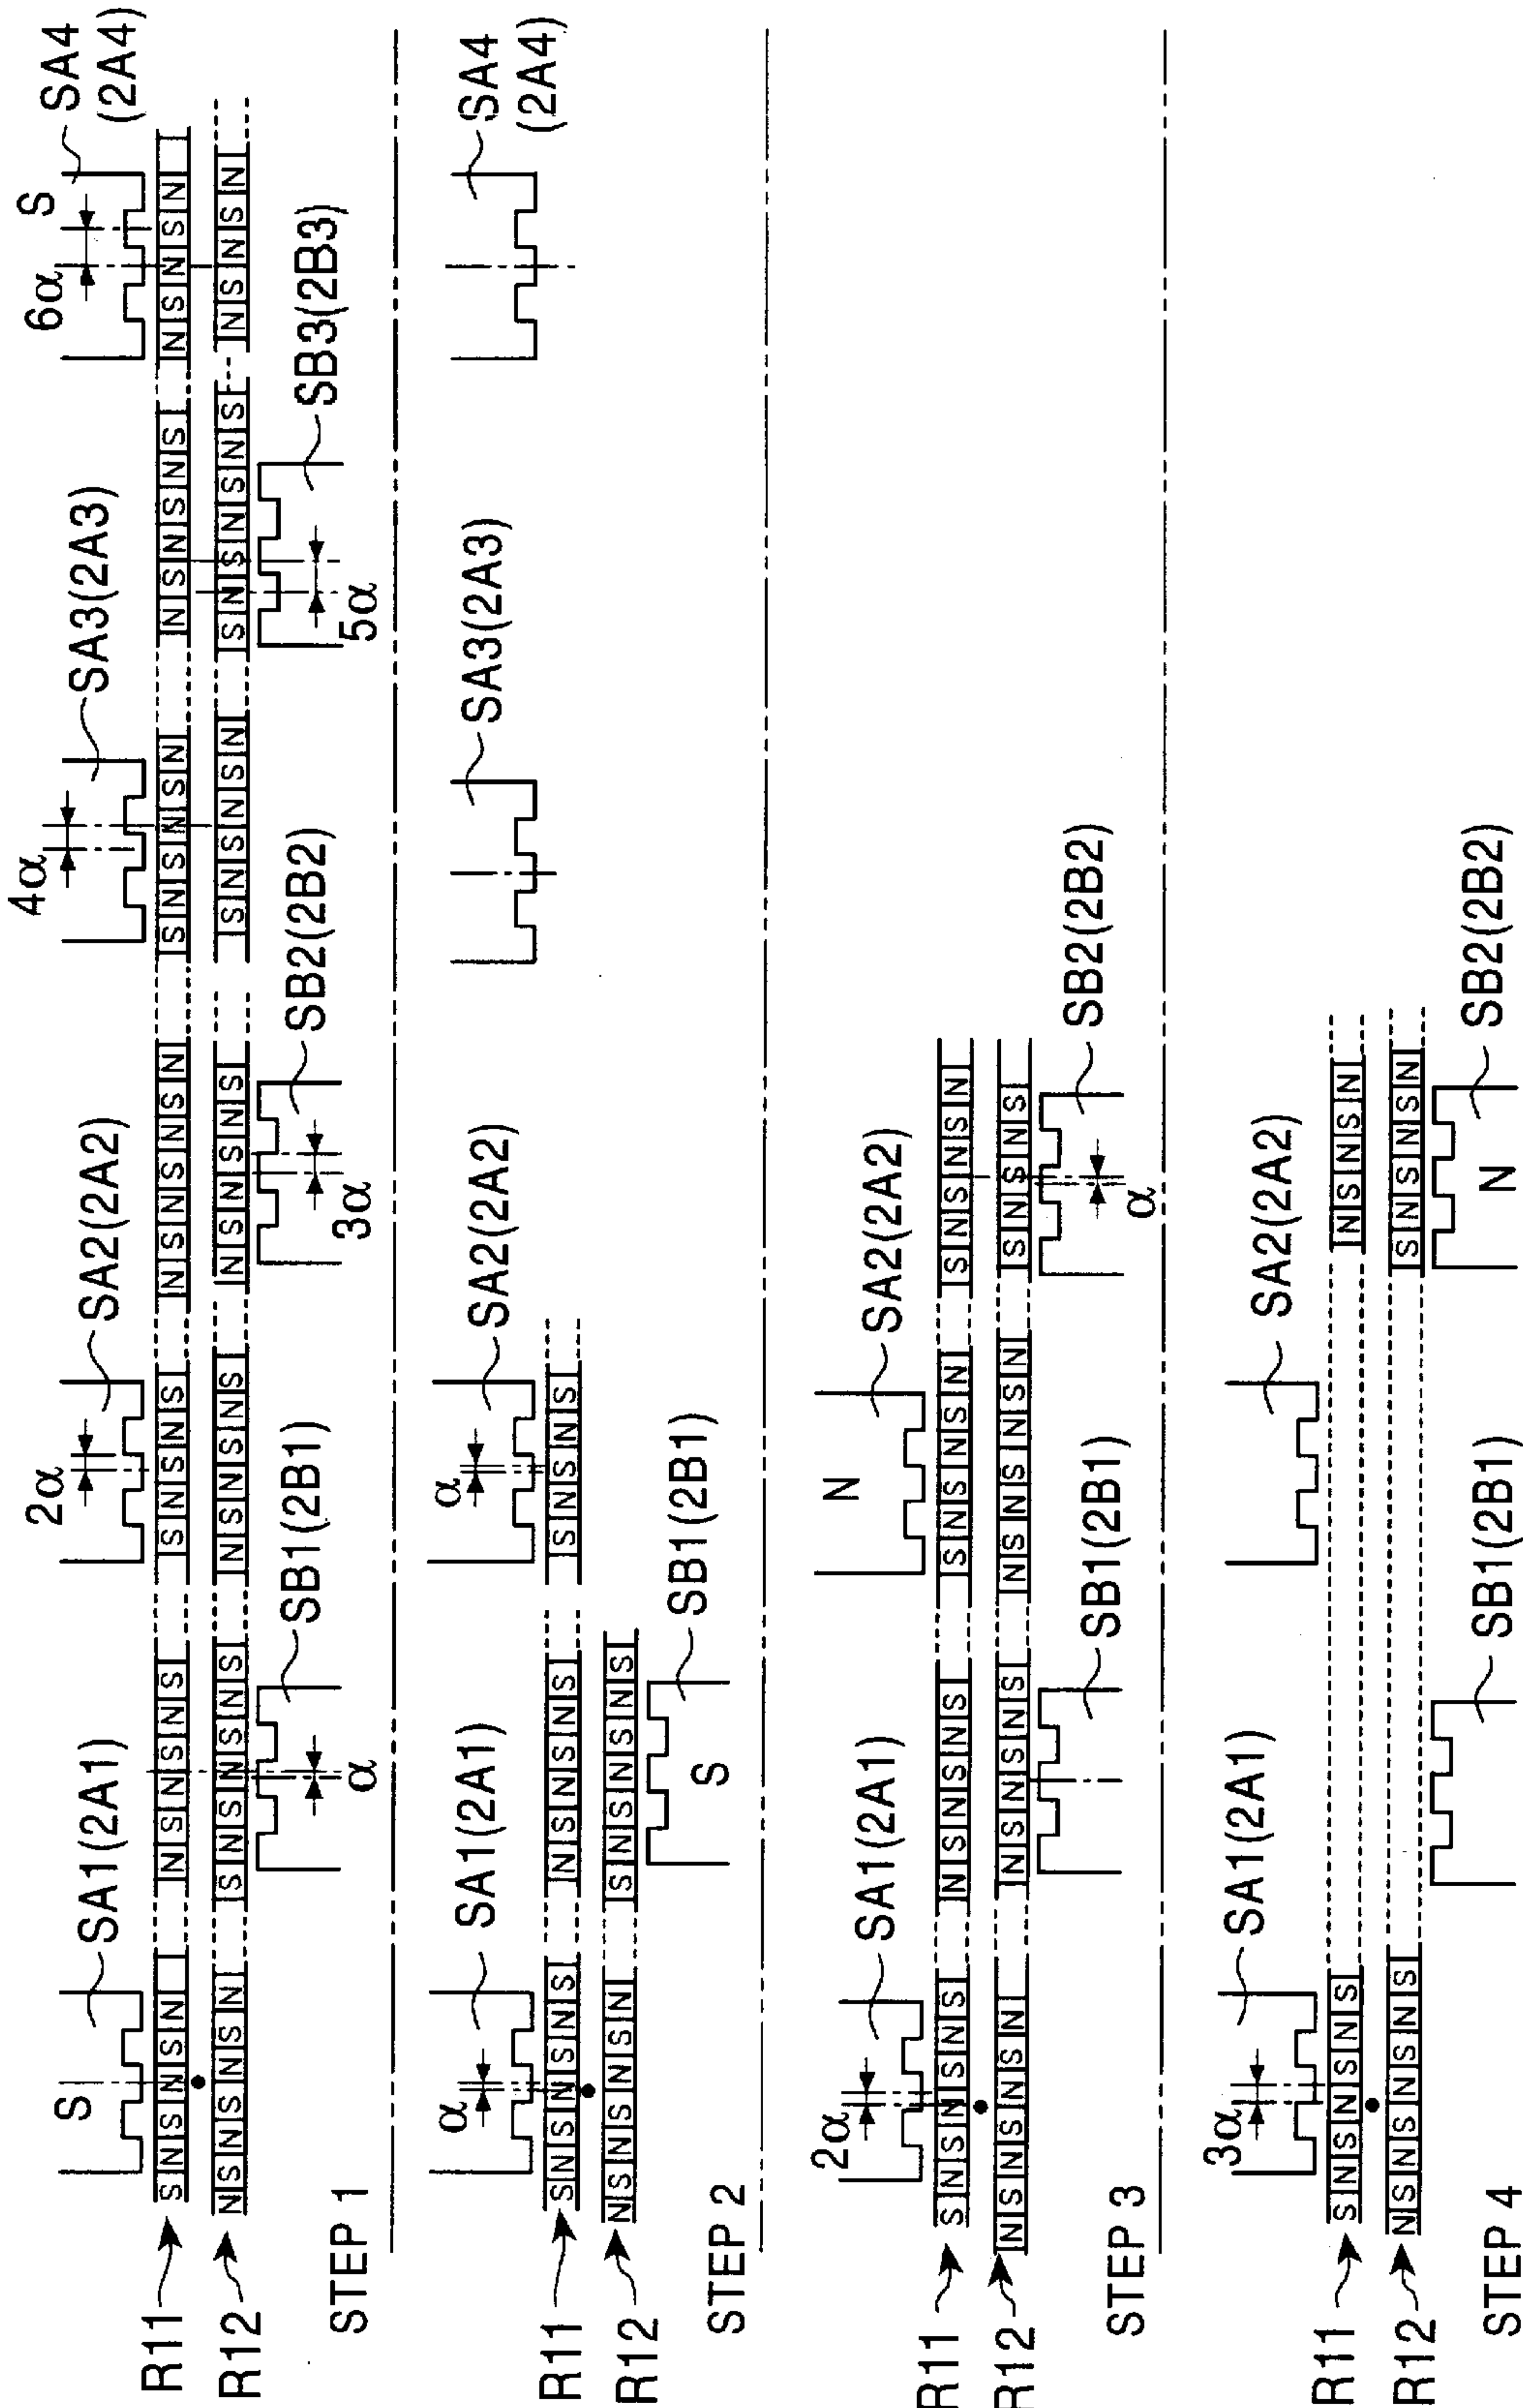 SA1(2A1)
S
SA2(2A2)
2α
SA3(2A3)
4α
SA4
(2A4)
6α
S
R11
S N S N S N
N S N S N S
S N S N S
N S N S N S N
S N S N S N
N S N S N S
N S N S N
R12
N S N S N S N
S N S N S N S
N S N S N S
N S N S N S
S N S N S N
S N S N S N S
N S N S N
α
SB1(2B1)
3α
SB2(2B2)
5α
SB3(2B3)
STEP 1
SA1(2A1)
α
SA2(2A2)
α
SA3(2A3)
SA4
(2A4)
R11
S N S N S N S
N S N S N S
S N S N S
R12
N S N S N S N
S N S N S N S
S
SB1(2B1)
STEP 2
SA1(2A1)
2α
N
SA2(2A2)
R11
S N S N S N S
N S N S N S
S N S N S N
S N S N S N
R12
N S N S N S N
N S N S N S
N S N S N S N
S N S N S
SB1(2B1)
α
SB2(2B2)
STEP 3
SA1(2A1)
3α
SA2(2A2)
R11
S N S N S N S
N S N S N
R12
N S N S N S N S
S N S N S N
SB1(2B1)
N
SB2(2B2)
STEP 4